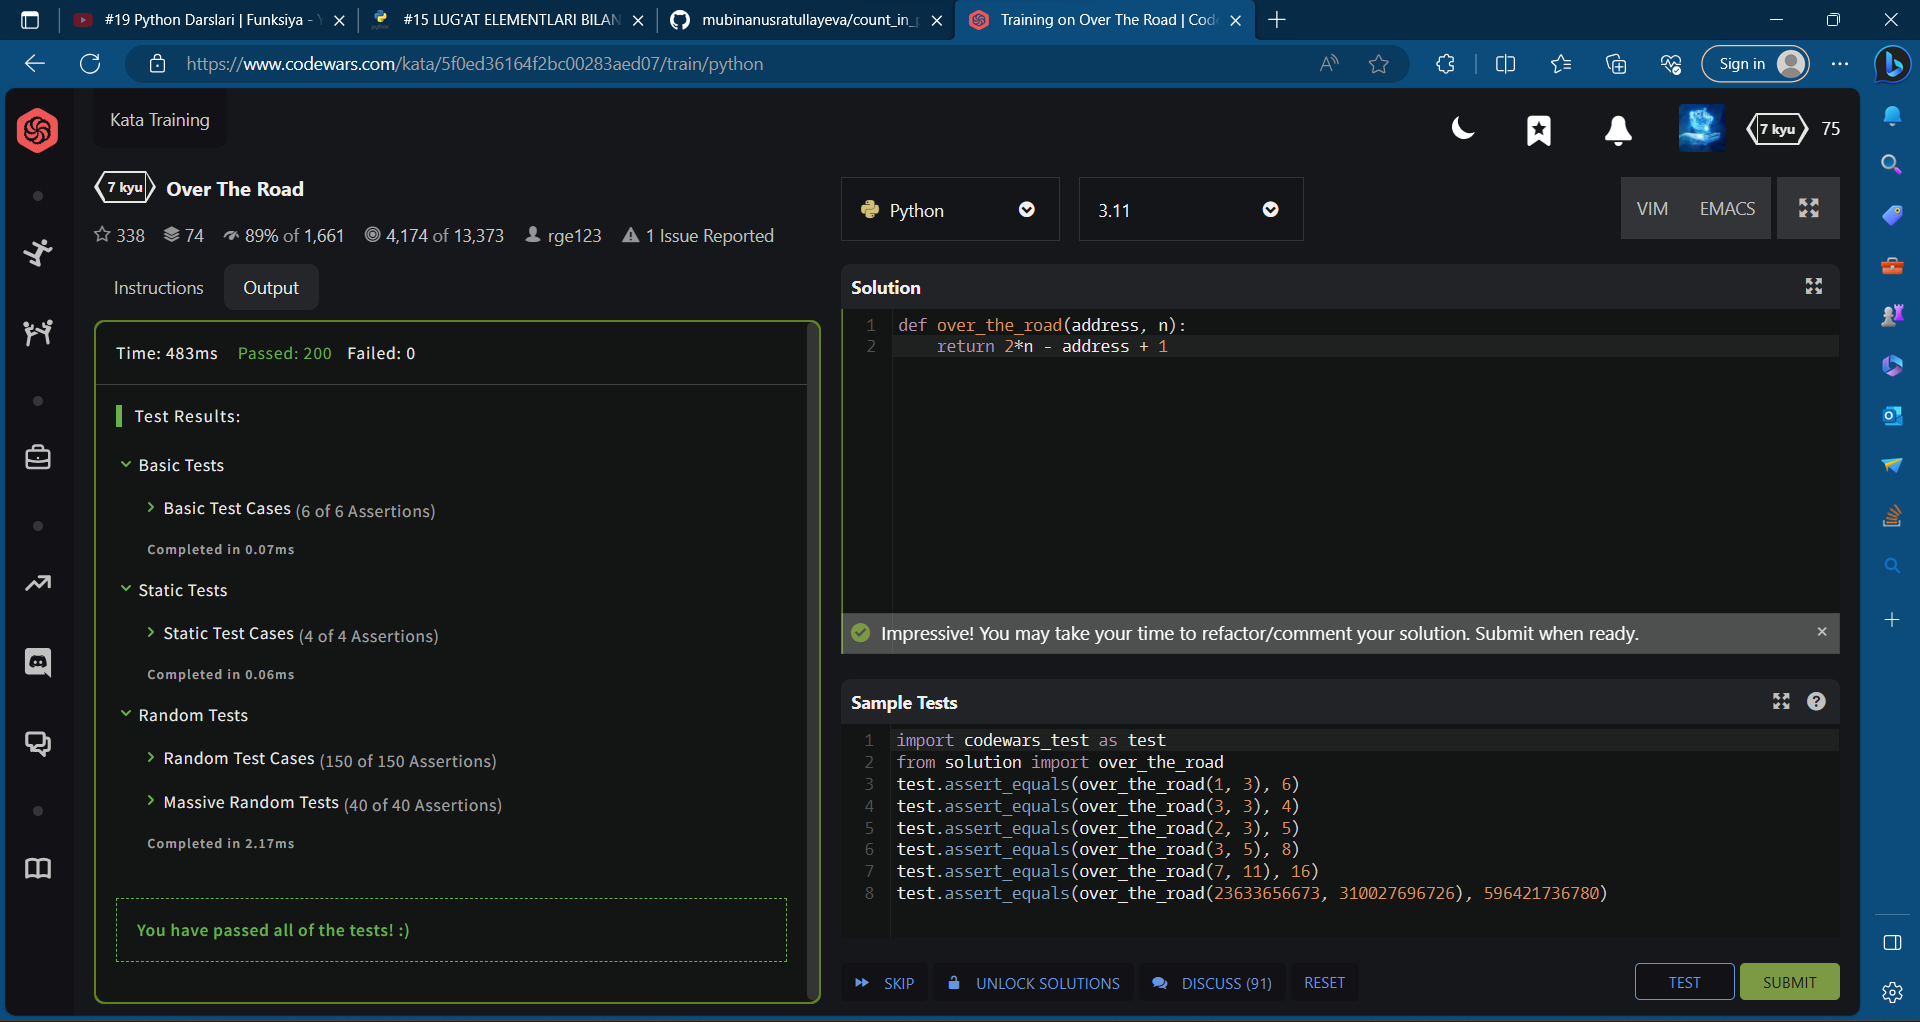 #19 Python Darslari | Funksiya -
#15 LUG'AT ELEMENTLARI BILAN
mubinanusratullayeva/count_in_
Training on Over The Road | Cod
https://www.codewars.com/kata/5f0ed36164f2bc00283aed07/train/python
Sign in
Kata Training
7 kyu
75
7 kyu
Over The Road
338
74
89% of 1,661
4,174 of 13,373
rge123
1 Issue Reported
Python
3.11
VIM
EMACS
Instructions
Output
Time: 483ms Passed: 200 Failed: 0
Test Results:
Basic Tests
Basic Test Cases (6 of 6 Assertions)
Completed in 0.07ms
Static Tests
Static Test Cases (4 of 4 Assertions)
Completed in 0.06ms
Random Tests
Random Test Cases (150 of 150 Assertions)
Massive Random Tests (40 of 40 Assertions)
Completed in 2.17ms
You have passed all of the tests! :)
Solution
1 def over_the_road(address, n):
2     return 2*n - address + 1
Impressive! You may take your time to refactor/comment your solution. Submit when ready.
Sample Tests
1 import codewars_test as test
2 from solution import over_the_road
3 test.assert_equals(over_the_road(1, 3), 6)
4 test.assert_equals(over_the_road(3, 3), 4)
5 test.assert_equals(over_the_road(2, 3), 5)
6 test.assert_equals(over_the_road(3, 5), 8)
7 test.assert_equals(over_the_road(7, 11), 16)
8 test.assert_equals(over_the_road(23633656673, 310027696726), 596421736780)
SKIP
UNLOCK SOLUTIONS
DISCUSS (91)
RESET
TEST
SUBMIT